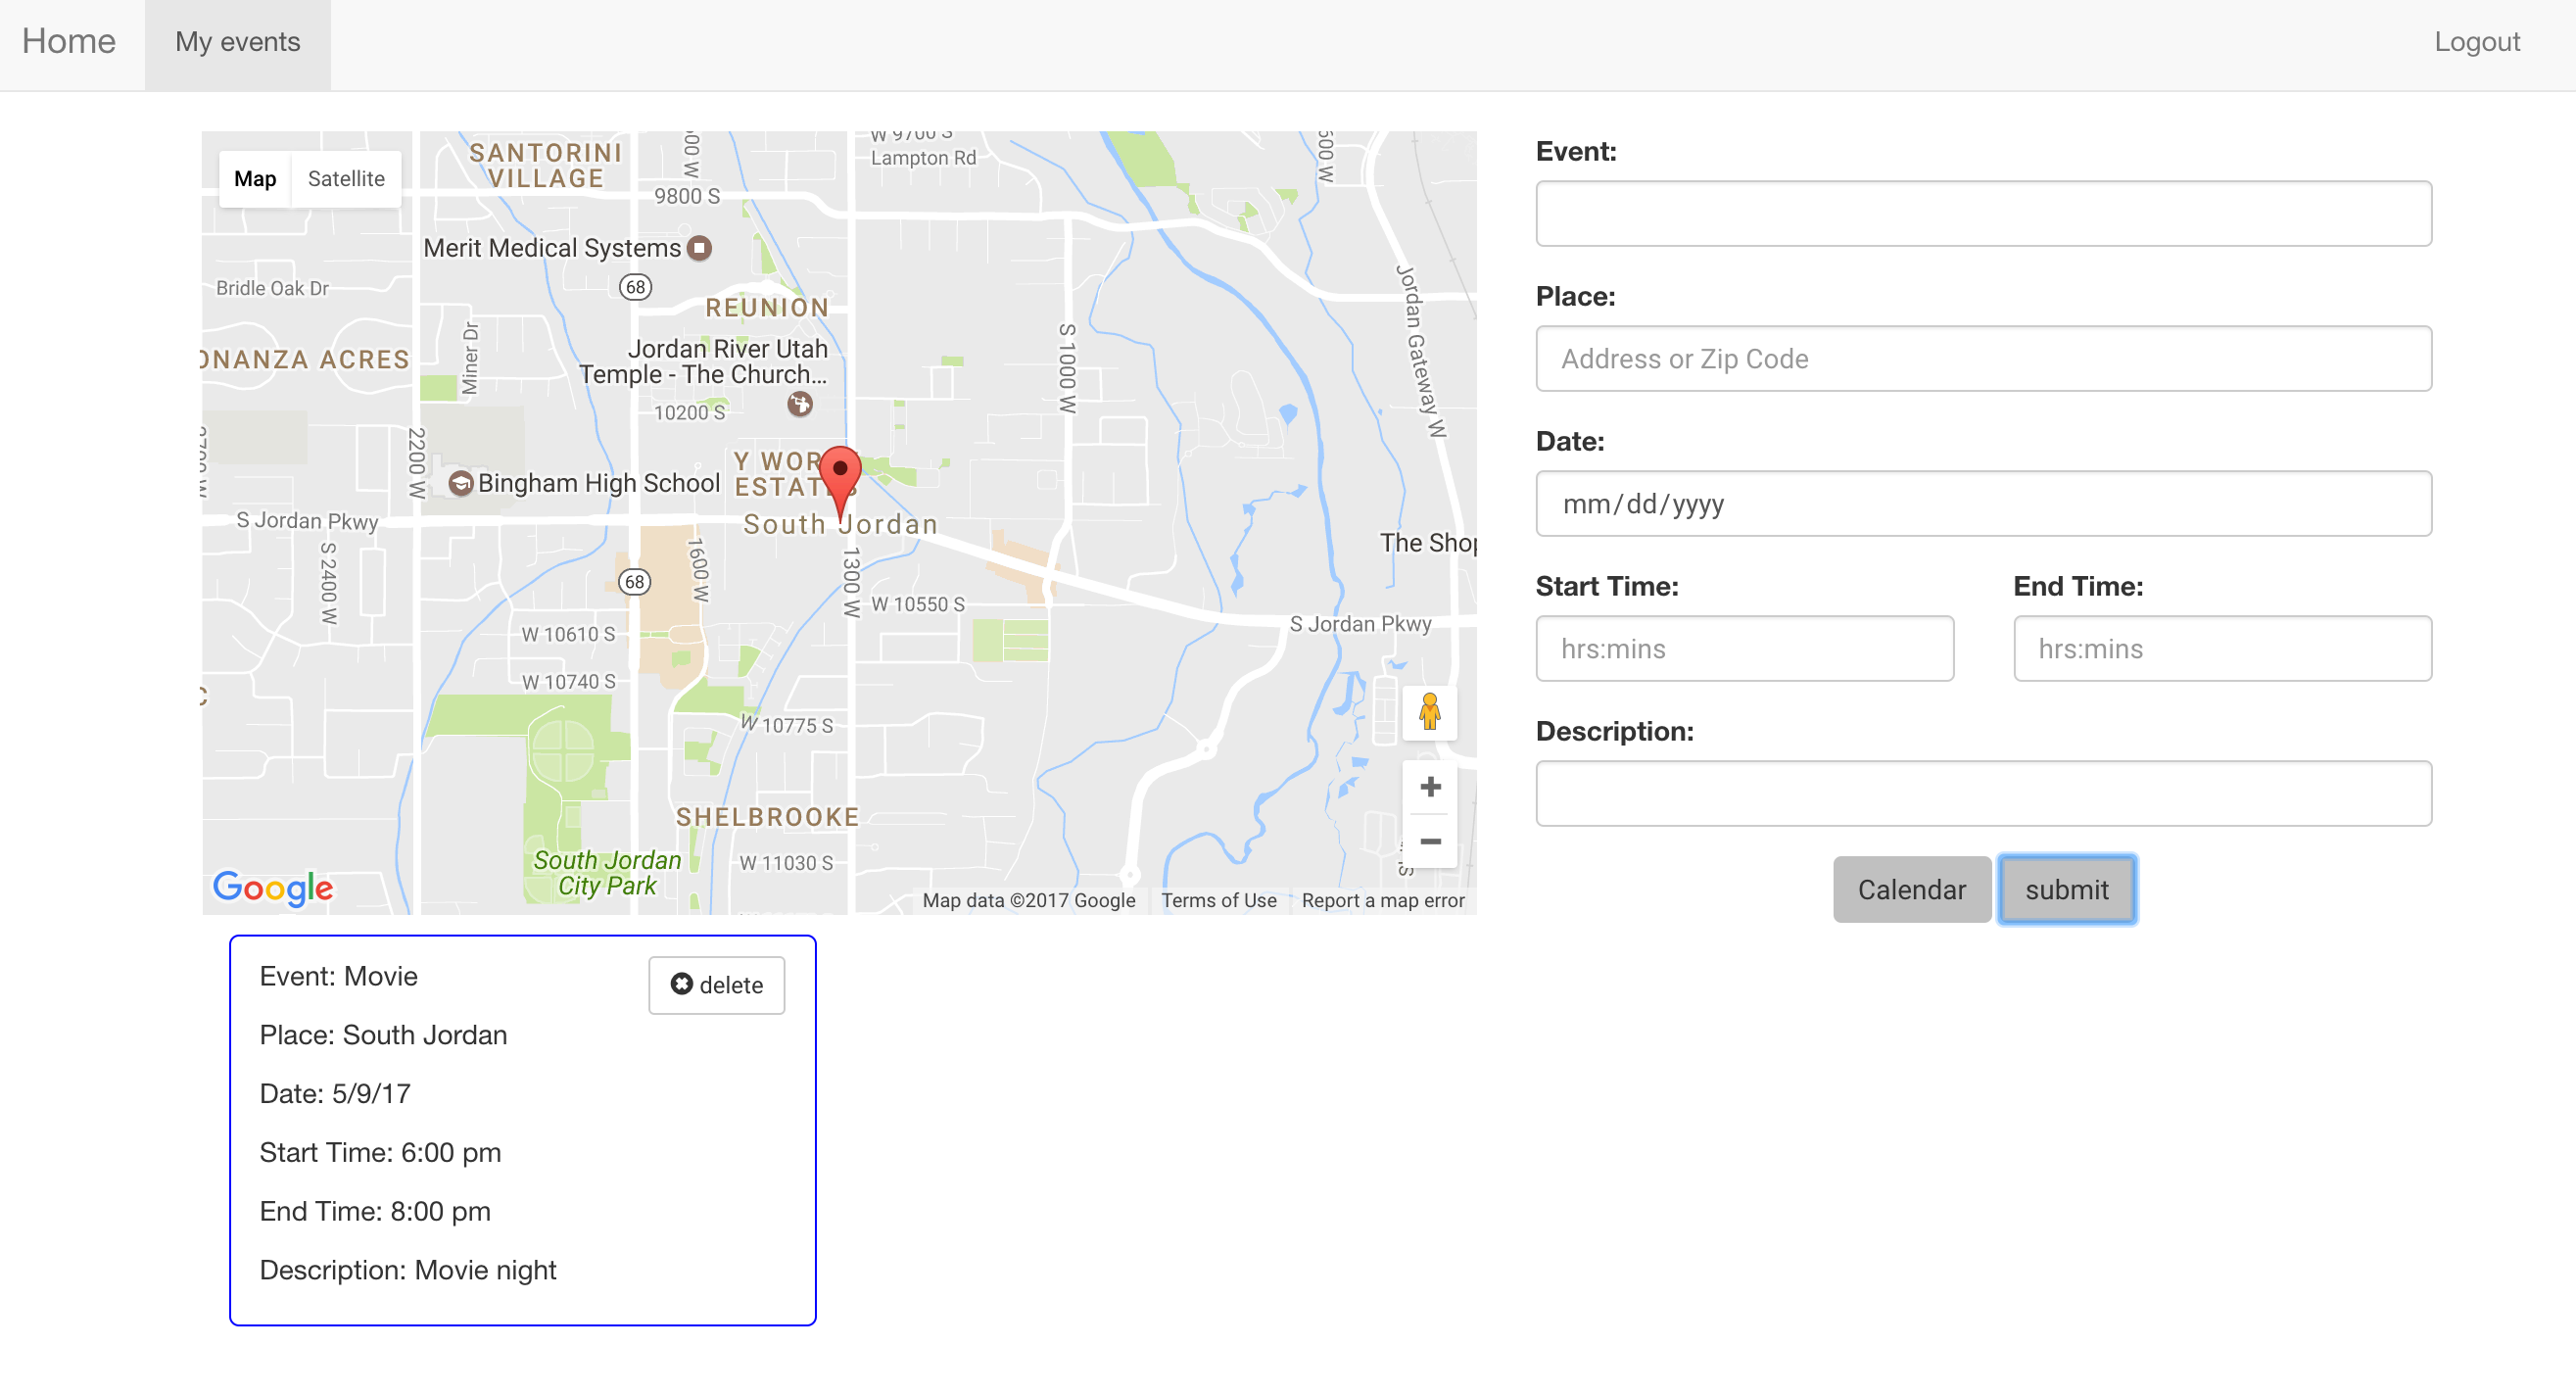 Home
My events
Logout
Map
Satellite
SANTORINI
VILLAGE
Lampton Rd
9800 S
Merit Medical Systems
68
Bridle Oak Dr
REUNION
Miner Dr
ONANZA ACRES
Jordan River Utah
Temple - The Church...
S 1000 W
Jordan Gateway W
10200 S
2200 W
Bingham High School
ESTATES
S Jordan Pkwy
South Jordan
The Shop
S 2400 W
68
1600 W
1300 W
W 10550 S
W 10610 S
S Jordan Pkwy
W 10740 S
W 10775 S
SHELBROOKE
W 11030 S
South Jordan
City Park
Google
Map data ©2017 Google
Terms of Use
Report a map error
Event:
Place:
Address or Zip Code
Date:
mm/dd/yyyy
Start Time:
End Time:
hrs:mins
hrs:mins
Description:
Calendar
submit
Event: Movie
delete
Place: South Jordan
Date: 5/9/17
Start Time: 6:00 pm
End Time: 8:00 pm
Description: Movie night